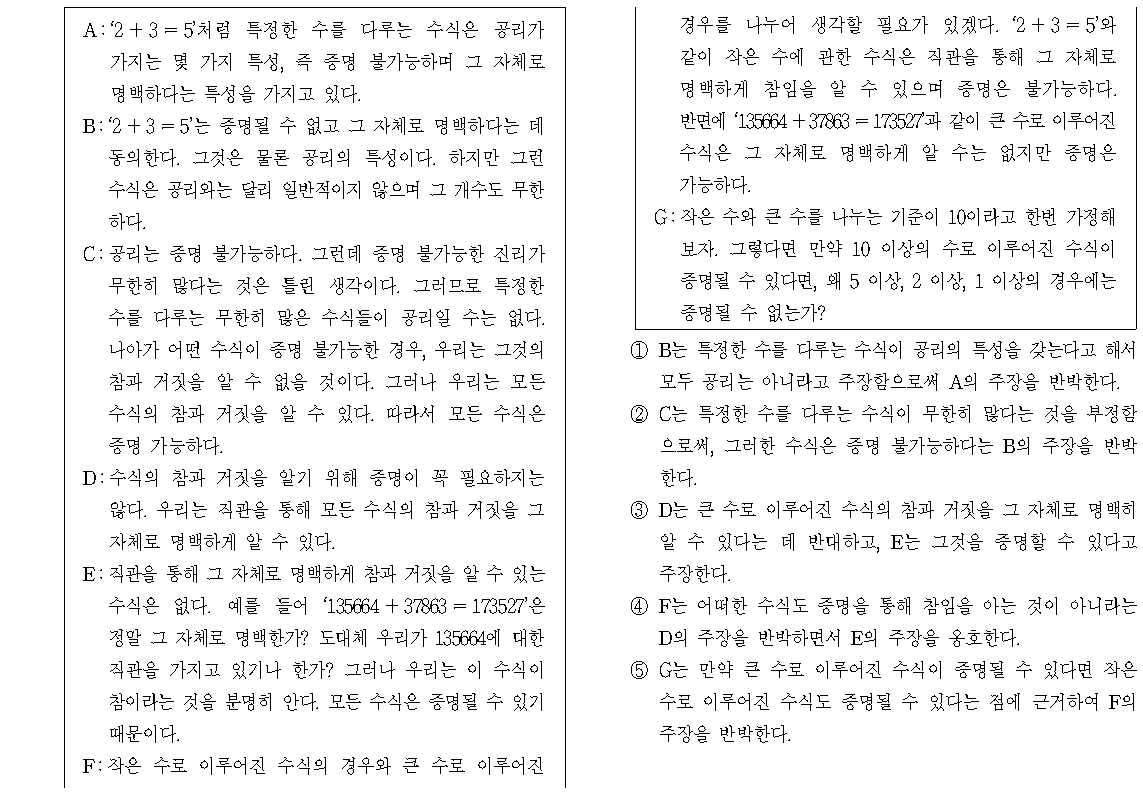 A: ‘2 + 3 = 5’처럼 특정한 수를 다루는 수식은 공리가
가지는 몇 가지 특성, 즉 증명 불가능하며 그 자체로
명백하다는 특성을 가지고 있다.
B: ‘2 + 3 = 5’는 증명될 수 없고 그 자체로 명백하다는 데
동의한다. 그것은 물론 공리의 특성이다. 하지만 그런
수식은 공리와는 달리 일반적이지 않으며 그 개수도 무한
하다.
C: 공리는 증명 불가능하다. 그런데 증명 불가능한 진리가
무한히 많다는 것은 틀린 생각이다. 그러므로 특정한
수를 다루는 무한히 많은 수식들이 공리일 수는 없다.
나아가 어떤 수식이 증명 불가능한 경우, 우리는 그것의
참과 거짓을 알 수 없을 것이다. 그러나 우리는 모든
수식의 참과 거짓을 알 수 있다. 따라서 모든 수식은
증명 가능하다.
D: 수식의 참과 거짓을 알기 위해 증명이 꼭 필요하지는
않다. 우리는 직관을 통해 모든 수식의 참과 거짓을 그
자체로 명백하게 알 수 있다.
E: 직관을 통해 그 자체로 명백하게 참과 거짓을 알 수 있는
수식은 없다. 예를 들어 ‘135664 + 37863 = 173527’은
정말 그 자체로 명백한가? 도대체 우리가 135664에 대한
직관을 가지고 있기나 한가? 그러나 우리는 이 수식이
참이라는 것을 분명히 안다. 모든 수식은 증명될 수 있기
때문이다.
F: 작은 수로 이루어진 수식의 경우와 큰 수로 이루어진
경우를 나누어 생각할 필요가 있겠다. ‘2 + 3 = 5’와
같이 작은 수에 관한 수식은 직관을 통해 그 자체로
명백하게 참임을 알 수 있으며 증명은 불가능하다.
반면에 ‘135664 + 37863 = 173527’과 같이 큰 수로 이루어진
수식은 그 자체로 명백하게 알 수는 없지만 증명은
가능하다.
G: 작은 수와 큰 수를 나누는 기준이 10이라고 한번 가정해
보자. 그렇다면 만약 10 이상의 수로 이루어진 수식이
증명될 수 있다면, 왜 5 이상, 2 이상, 1 이상의 경우에는
증명될 수 없는가?
① B는 특정한 수를 다루는 수식이 공리의 특성을 갖는다고 해서
모두 공리는 아니라고 주장함으로써 A의 주장을 반박한다.
② C는 특정한 수를 다루는 수식이 무한히 많다는 것을 부정함
으로써, 그러한 수식은 증명 불가능하다는 B의 주장을 반박
한다.
③ D는 큰 수로 이루어진 수식의 참과 거짓을 그 자체로 명백히
알 수 있다는 데 반대하고, E는 그것을 증명할 수 있다고
주장한다.
④ F는 어떠한 수식도 증명을 통해 참임을 아는 것이 아니라는
D의 주장을 반박하면서 E의 주장을 옹호한다.
⑤ G는 만약 큰 수로 이루어진 수식이 증명될 수 있다면 작은
수로 이루어진 수식도 증명될 수 있다는 점에 근거하여 F의
주장을 반박한다.